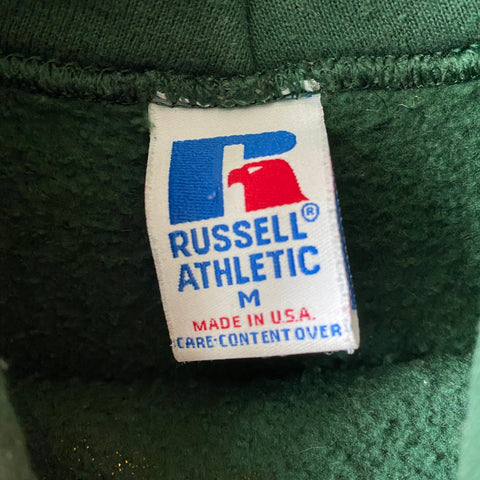 RUSSELL®
ATHLETIC
M
MADE IN U.S.A.
CARE-CONTENT OVER